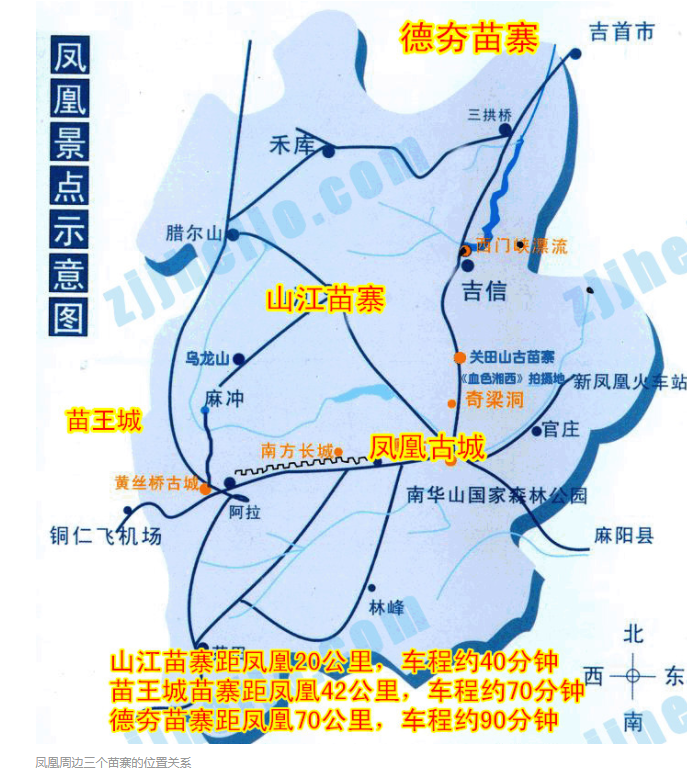 凤凰景点示意图
德夯苗寨
吉首市
三拱桥
禾库
腊尔山
西门峡漂流
吉信
山江苗寨
乌龙山
关田山古苗寨
《血色湘西》拍摄地
新凤凰火车站
麻冲
奇梁洞
苗王城
官庄
凤凰古城
南方长城
黄丝桥古城
南华山国家森林公园
阿拉
铜仁飞机场
麻阳县
林峰
北
西 东
南
山江苗寨距凤凰20公里，车程约40分钟
苗王城苗寨距凤凰42公里，车程约70分钟
德夯苗寨距凤凰70公里，车程约90分钟
zjjhello.com
zjjhe
zjjhello.com
zjjhe
凤凰周边三个苗寨的位置关系